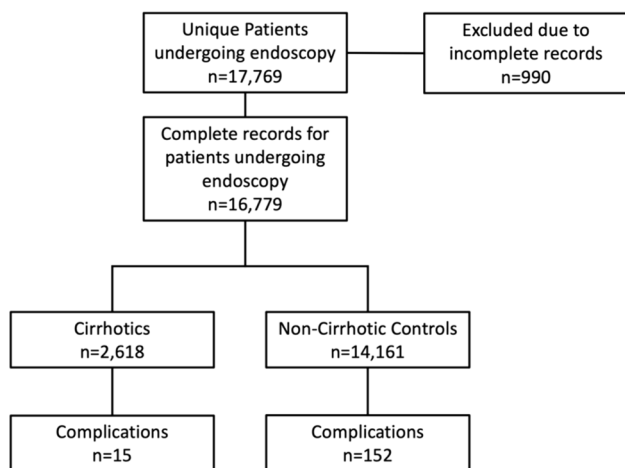 Unique Patients
undergoing endoscopy
n=17,769
Excluded due to
incomplete records
n=990
Complete records for
patients undergoing
endoscopy
n=16,779
Cirrhotics
n=2,618
Non-Cirrhotic Controls
n=14,161
Complications
n=15
Complications
n=152